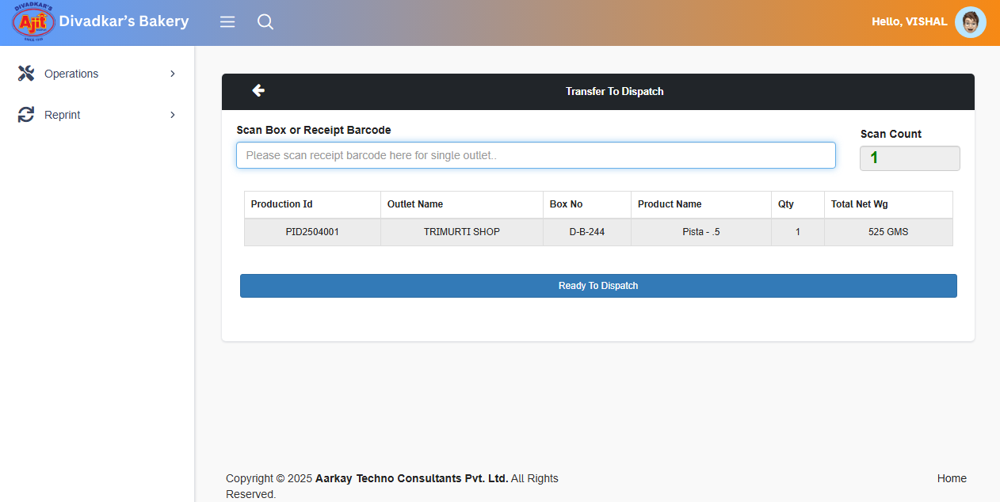 DIVADKAR'S
Ajit
SINCE 1941
Divadkar's Bakery
Hello, VISHAL
Operations
Reprint
Transfer To Dispatch
Scan Box or Receipt Barcode
Please scan receipt barcode here for single outlet..
Scan Count
1
Production Id Outlet Name Box No Product Name Qty Total Net Wg
PID2504001 TRIMURTI SHOP D-B-244 Pista - .5 1 525 GMS
Ready To Dispatch
Copyright © 2025 Aarkay Techno Consultants Pvt. Ltd. All Rights
Reserved.
Home